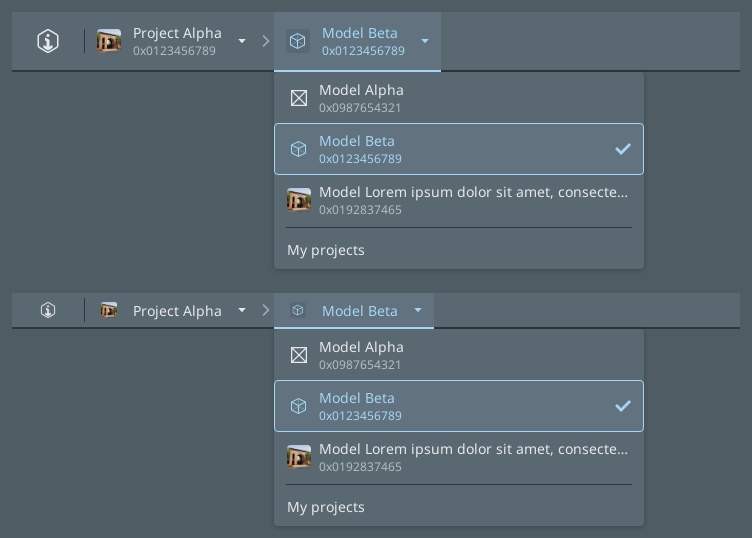 Project Alpha
0x0123456789
Model Beta
0x0123456789
Model Alpha
0x0987654321
Model Beta
0x0123456789
Model Lorem ipsum dolor sit amet, consecte...
0x0192837465
My projects
Project Alpha
Model Beta
Model Alpha
0x0987654321
Model Beta
0x0123456789
Model Lorem ipsum dolor sit amet, consecte...
0x0192837465
My projects